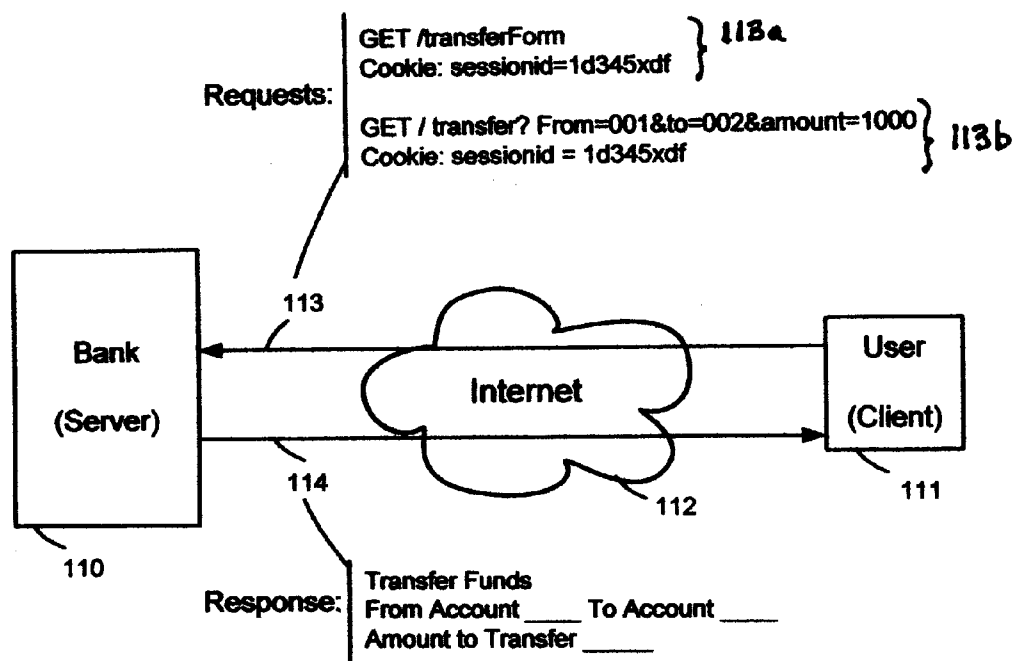 GET /transferForm
Cookie: sessionid=1d345xdf
113a
Requests:
GET / transfer? From=001&to=002&amount=1000
Cookie: sessionid = 1d345xdf
113b
113
Bank
(Server)
Internet
User
(Client)
114
112
111
110
Response:
Transfer Funds
From Account ____ To Account ____
Amount to Transfer _____